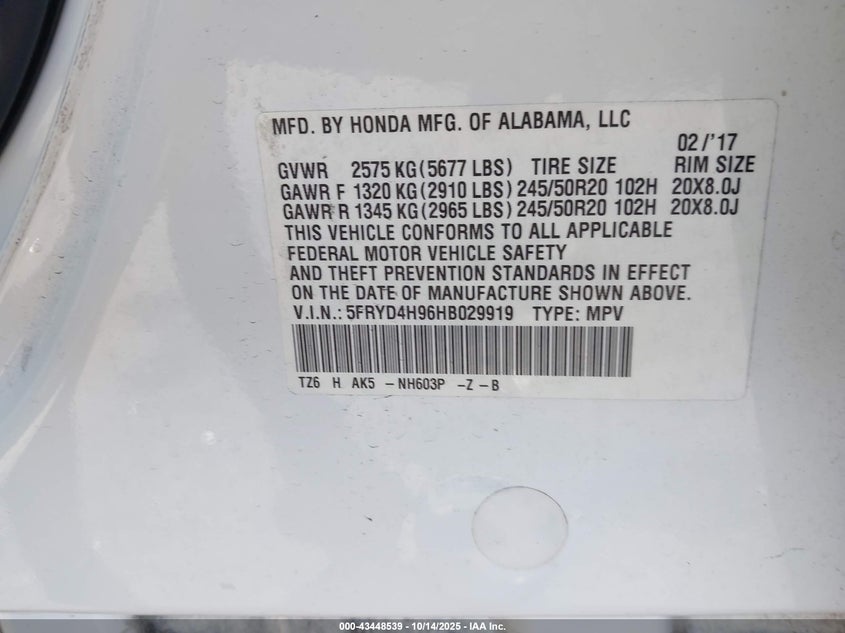 MFD. BY HONDA MFG. OF ALABAMA, LLC
02/'17
GVWR 2575 KG(5677 LBS) TIRE SIZE RIM SIZE
GAWR F 1320 KG(2910 LBS) 245/50R20 102H 20X8.0J
GAWR R 1345 KG(2965 LBS) 245/50R20 102H 20X8.0J
THIS VEHICLE CONFORMS TO ALL APPLICABLE
FEDERAL MOTOR VEHICLE SAFETY
AND THEFT PREVENTION STANDARDS IN EFFECT
ON THE DATE OF MANUFACTURE SHOWN ABOVE.
V.I.N.: 5FRYD4H96HB029919 TYPE: MPV
TZ6 H AK5 -NH603P -Z-B
000-43448539 - 10/14/2025 - IAA Inc.